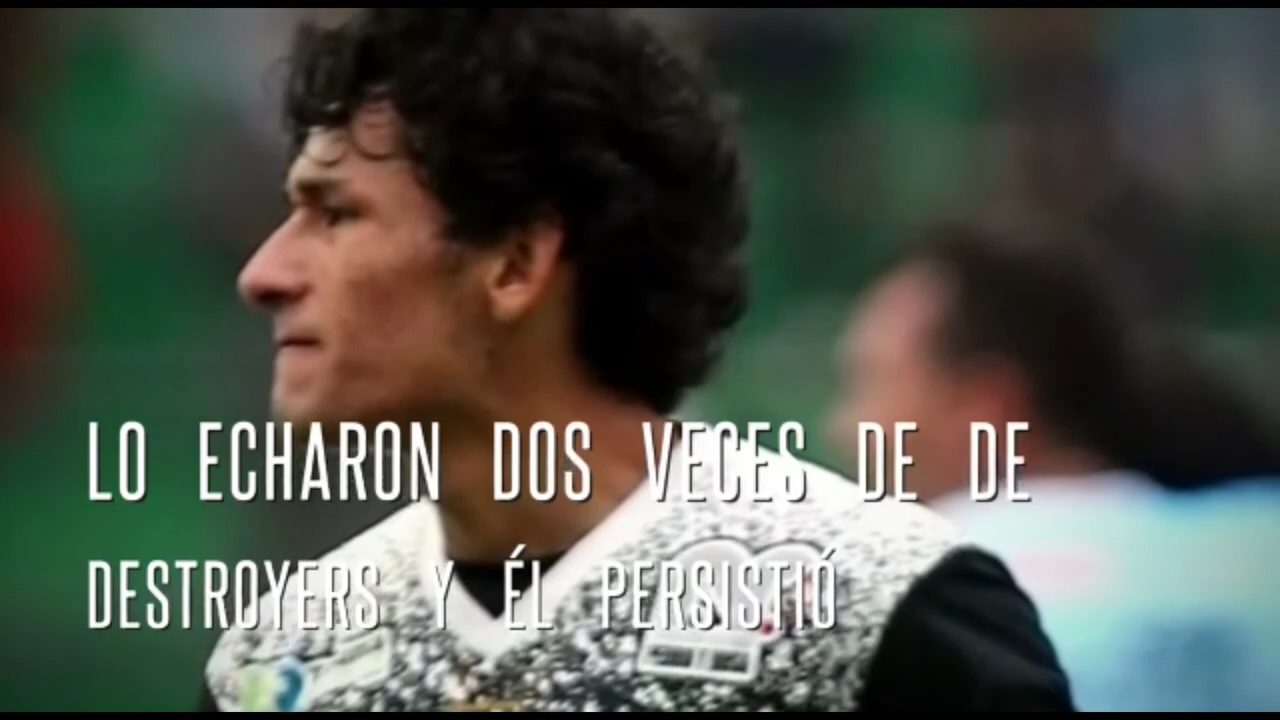 LO ECHARON DOS VECES DE DE
DESTROYERS Y ÉL PERSISTIÓ